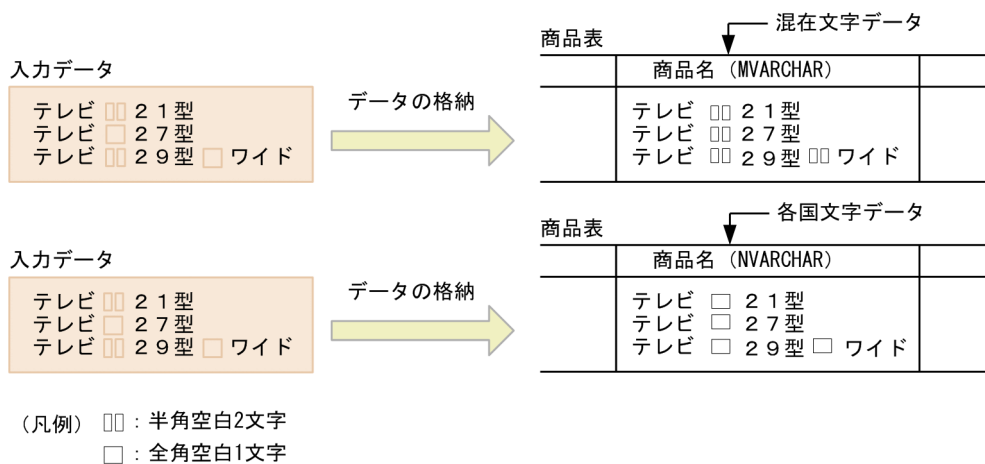 混在文字データ
商品表
入力データ
商品名（MVARCHAR）
テレビ □□ ２１型
テレビ □ ２７型
テレビ □□ ２９型 □ ワイド
データの格納
テレビ □□ ２１型
テレビ □□ ２７型
テレビ □□ ２９型 □□ ワイド
各国文字データ
商品表
入力データ
商品名（NVARCHAR）
テレビ □□ ２１型
テレビ □ ２７型
テレビ □□ ２９型 □ ワイド
データの格納
テレビ □ ２１型
テレビ □ ２７型
テレビ □ ２９型 □ ワイド
（凡例） □□：半角空白2文字
□：全角空白1文字